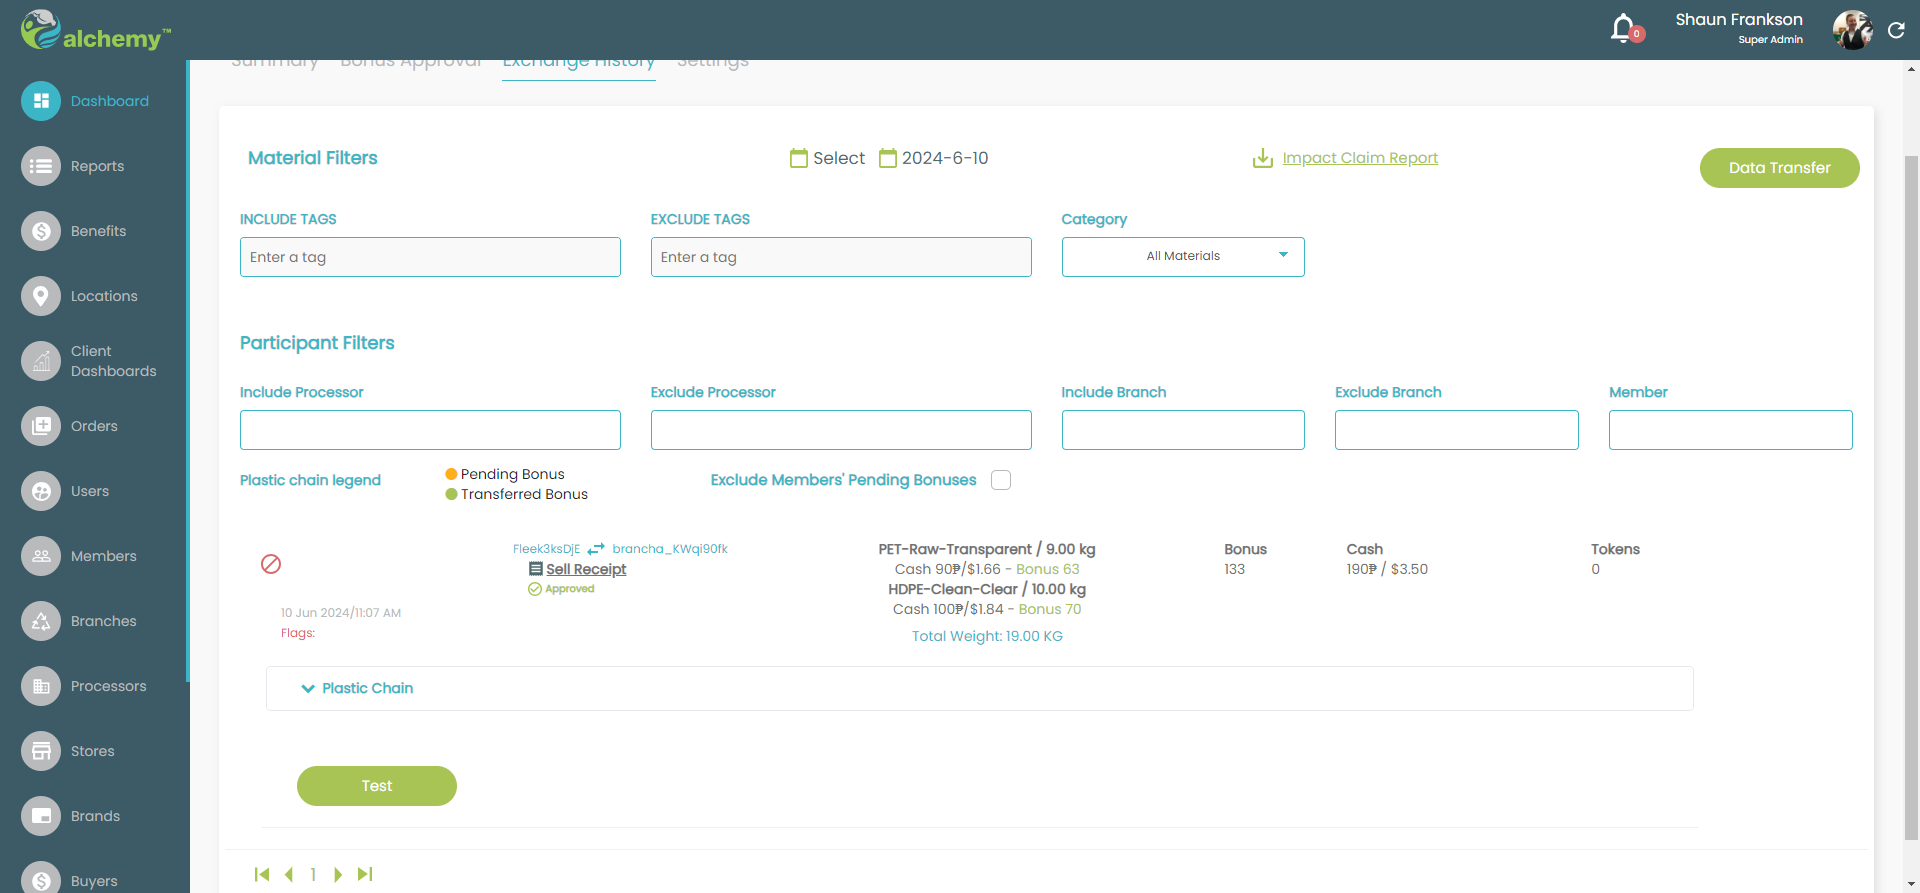 alchemy™
0
Shaun Frankson
Super Admin
Summary Bonus Approval Exchange History Settings
Dashboard
Reports
Benefits
Locations
Client
Dashboards
Orders
Users
Members
Branches
Processors
Stores
Brands
Buyers
Material Filters
Select 2024-6-10
Impact Claim Report
Data Transfer
INCLUDE TAGS
EXCLUDE TAGS
Category
Enter a tag
Enter a tag
All Materials
Participant Filters
Include Processor
Exclude Processor
Include Branch
Exclude Branch
Member
Plastic chain legend
Pending Bonus
Transferred Bonus
Exclude Members' Pending Bonuses
Fleek3ksDjE brancha_KWqi90fk
Sell Receipt
Approved
10 Jun 2024/11:07 AM
Flags:
PET-Raw-Transparent / 9.00 kg
Cash 90₱/$1.66 - Bonus 63
HDPE-Clean-Clear / 10.00 kg
Cash 100₱/$1.84 - Bonus 70
Total Weight: 19.00 KG
Bonus
133
Cash
190₱ / $3.50
Tokens
0
Plastic Chain
Test
1